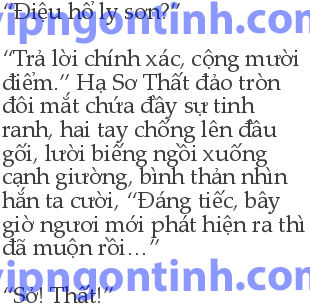 vipngontinh.com
“Điệu hổ ly sơn?”
“Trả lời chính xác, cộng mười
điểm.” Hạ Sơ Thất đảo tròn
đôi mắt chứa đầy sự tinh
ranh, hai tay chống lên đầu
gối, lười biếng ngồi xuống
cạnh giường, bình thản nhìn
hắn ta cười, “Đáng tiếc, bây
giờ ngươi mới phát hiện ra thì
đã muộn rồi…”
vipngontinh.com
“Sở! Thất!”